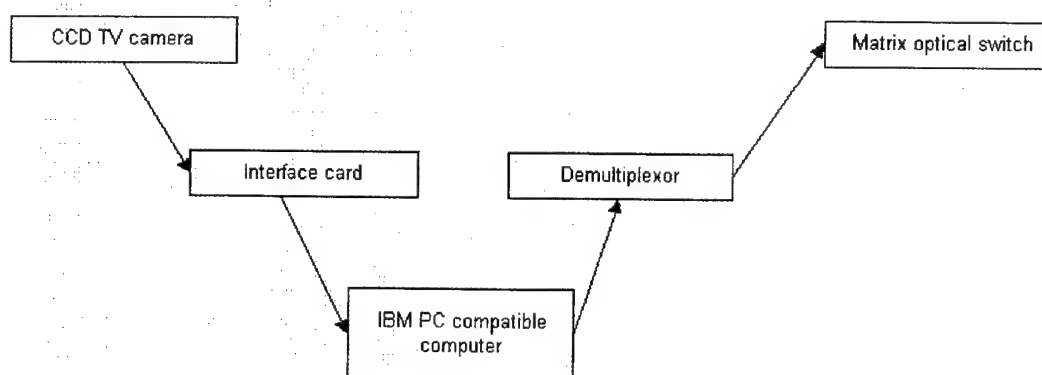 CCD TV camera
Matrix optical switch
Interface card
Demultiplexor
IBM PC compatible
computer